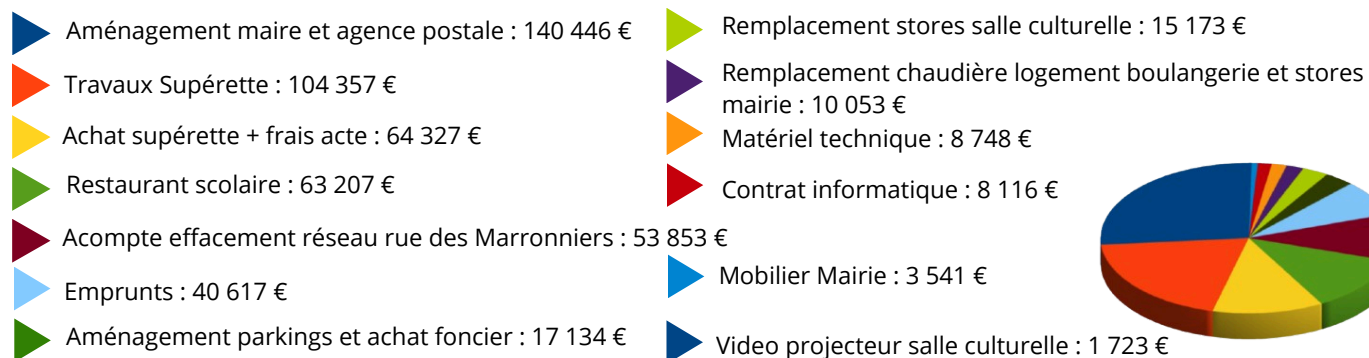 Aménagement maire et agence postale : 140 446 €
Travaux Supérette : 104 357 €
Achat supérette + frais acte : 64 327 €
Restaurant scolaire : 63 207 €
Acompte effacement réseau rue des Marronniers : 53 853 €
Emprunts : 40 617 €
Aménagement parkings et achat foncier : 17 134 €
Remplacement stores salle culturelle : 15 173 €
Remplacement chaudière logement boulangerie et stores
mairie : 10 053 €
Matériel technique : 8 748 €
Contrat informatique : 8 116 €
Mobilier Mairie : 3 541 €
Video projecteur salle culturelle : 1 723 €